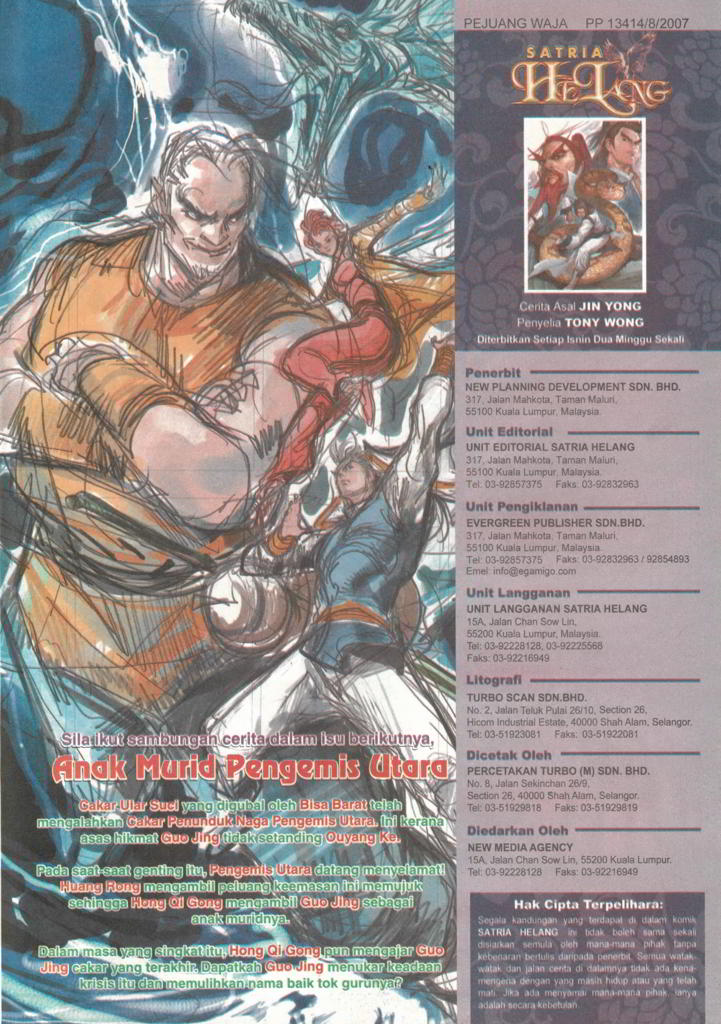 Sila ikut sambungan cerita dalam isu berikutnya,
Anak Murid Pengemis Utara
Cakar Ular Suci yang digubal oleh Bisa Barat telah
mengalahkan Cakar Penunduk Naga Pengemis Utara. Ini kerana
asas hikmat Guo Jing tidak setanding Ouyang Ke.
Pada saat-saat genting itu, Pengemis Utara datang menyelamat!
Huang Rong mengambil peluang keemasan ini memujuk
sehingga Hong Qi Gong mengambil Guo Jing sebagai
anak muridnya.
Dalam masa yang singkat itu, Hong Qi Gong pun mengajar Guo
Jing cakar yang terakhir. Dapatkah Guo Jing menukar keadaan
krisis itu dan memulihkan nama baik tok gurunya?
PEJUANG WAJA PP 13414/8/2007
SATRIA
HELANG
Cerita Asal JIN YONG
Penyelia TONY WONG
Diterbitkan Setiap Isnin Dua Minggu Sekali
Penerbit
NEW PLANNING DEVELOPMENT SDN. BHD.
317, Jalan Mahkota, Taman Maluri,
55100 Kuala Lumpur, Malaysia.
Unit Editorial
UNIT EDITORIAL SATRIA HELANG
317, Jalan Mahkota, Taman Maluri,
55100 Kuala Lumpur, Malaysia.
Tel: 03-92857375 Faks: 03-92832963
Unit Pengiklanan
EVERGREEN PUBLISHER SDN.BHD.
317, Jalan Mahkota, Taman Maluri,
55100 Kuala Lumpur, Malaysia
Tel: 03-92857375 Faks: 03-92832963 / 92854893
Emel: info@egamigo.com
Unit Langganan
UNIT LANGGANAN SATRIA HELANG
15A, Jalan Chan Sow Lin,
55200 Kuala Lumpur, Malaysia.
Tel: 03-92228128, 03-92225568
Faks: 03-92216949
Litografi
TURBO SCAN SDN.BHD.
No. 2, Jalan Teluk Pulai 26/10, Section 26,
Hicom Industrial Estate, 40000 Shah Alam, Selangor.
Tel: 03-51923081 Faks: 03-51922081
Dicetak Oleh
PERCETAKAN TURBO (M) SDN. BHD.
No. 8, Jalan Sekinchan 26/9,
Section 26, 40000 Shah Alam, Selangor.
Tel: 03-51929818 Faks: 03-51929819
Diedarkan Oleh
NEW MEDIA AGENCY
15A, Jalan Chan Sow Lin, 55200 Kuala Lumpur.
Tel: 03-92228128 Faks: 03-92216949
Hak Cipta Terpelihara:
Segala kandungan yang terdapat di dalam komik
SATRIA HELANG ini tidak boleh sama sekali
disiarkan semula oleh mana-mana pihak tanpa
kebenaran bertulis daripada penerbit. Semua watak-
watak dan jalan cerita di dalamnya tidak ada kena-
mengena dengan yang masih hidup atau yang telah
mati. Jika ada menyamai mana-mana pihak, ianya
adalah secara kebetulan.